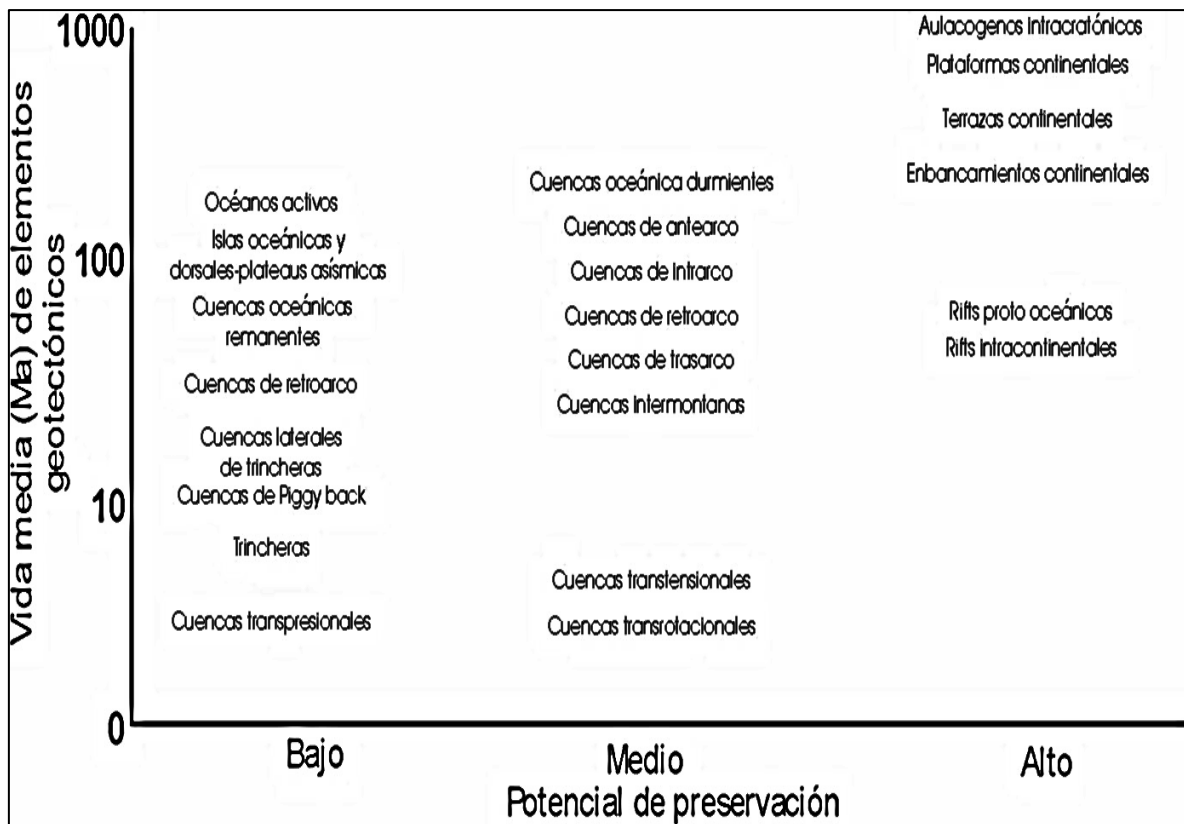 Vida media (Ma) de elementos
geotectónicos
1000
100
10
0
Océanos activos
Islas oceánicas y
dorsales-plateaus asísmicas
Cuencas oceánicas
remanentes
Cuencas de retroarco
Cuencas laterales
de trincheras
Cuencas de Piggy back
Trincheras
Cuencas transpresionales
Cuencas oceánica durmientes
Cuencas de antearco
Cuencas de intrarco
Cuencas de retroarco
Cuencas de trasarco
Cuencas intermontanas
Cuencas transtensionales
Cuencas transrotacionales
Aulacogenos intracratónicos
Plataformas continentales
Terrazas continentales
Enbancamientos continentales
Rifts proto oceánicos
Rifts intracontinentales
Bajo
Medio
Alto
Potencial de preservación